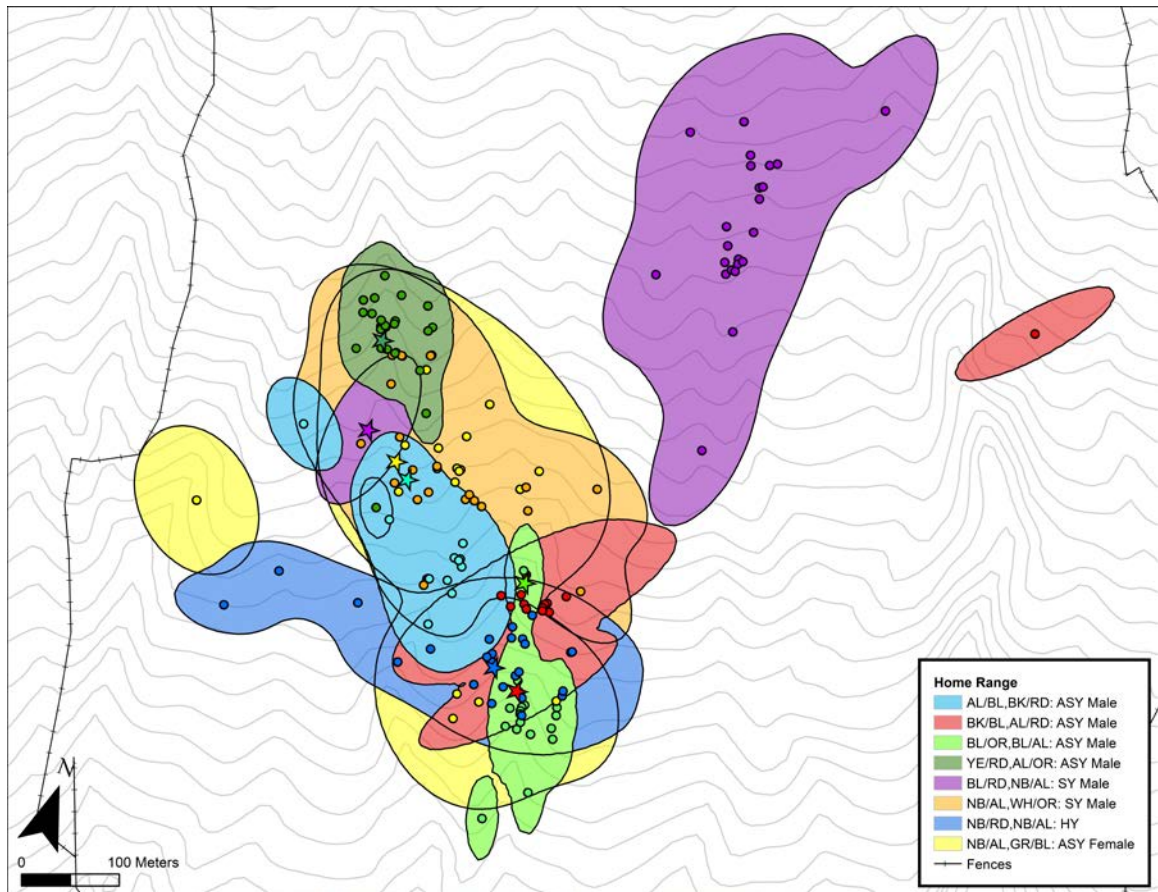 Home Range
AL/BL,BK/RD: ASY Male
BK/BL,AL/RD: ASY Male
BL/OR,BL/AL: ASY Male
YE/RD,AL/OR: ASY Male
BL/RD,NB/AL: SY Male
NB/AL,WH/OR: SY Male
NB/RD,NB/AL: HY
NB/AL,GR/BL: ASY Female
Fences
N
0 100 Meters